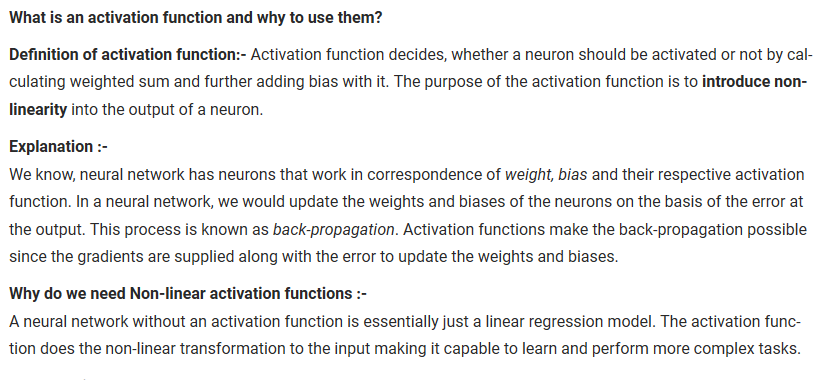 What is an activation function and why to use them?
Definition of activation function:- Activation function decides, whether a neuron should be activated or not by cal-
culating weighted sum and further adding bias with it. The purpose of the activation function is to introduce non-
linearity into the output of a neuron.
Explanation :-
We know, neural network has neurons that work in correspondence of weight, bias and their respective activation
function. In a neural network, we would update the weights and biases of the neurons on the basis of the error at
the output. This process is known as back-propagation. Activation functions make the back-propagation possible
since the gradients are supplied along with the error to update the weights and biases.
Why do we need Non-linear activation functions :-
A neural network without an activation function is essentially just a linear regression model. The activation func-
tion does the non-linear transformation to the input making it capable to learn and perform more complex tasks.